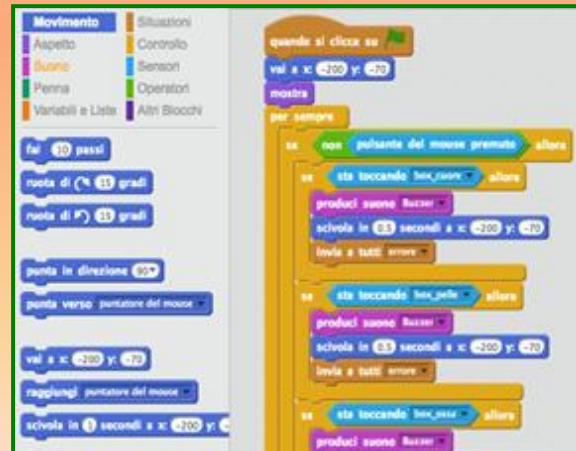 Movimento Situazioni
Aspetto Controllo
Suono Sensori
Penna Operatori
Variabili e Liste Altri Blocchi
fai 10 passi
ruota di 15 gradi
ruota di 15 gradi
punta in direzione 90
punta verso puntatore del mouse
vai a x: -200 y: -70
raggiungi puntatore del mouse
scivola in 1 secondi a x: -200 y:
quando si clicca su
vai a x: -200 y: -70
mostra
per sempre
se non pulsante del mouse premuto allora
se sta toccando box_cuore allora
produci suono Buzzer
scivola in 0.5 secondi a x: -200 y: -70
invia a tutti errore
se sta toccando box_pelle allora
produci suono Buzzer
scivola in 0.5 secondi a x: -200 y: -70
invia a tutti errore
se sta toccando box_ossa allora
produci suono Buzzer